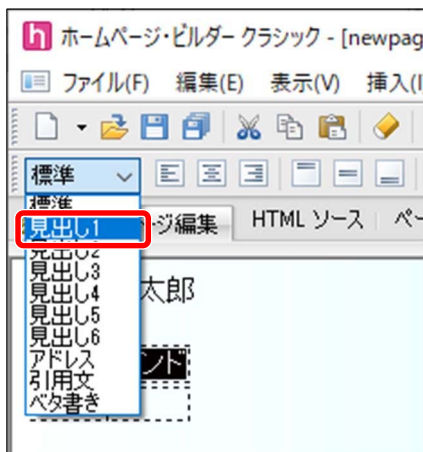 ホームページ・ビルダー クラシック - [newpag
ファイル(F) 編集(E) 表示(V) 挿入(I
標準
標準
見出し1
ージ編集 HTML ソース ペー
見出し2
見出し3
見出し4
太郎
見出し5
見出し6
アドレス
ンド
引用文
ベタ書き